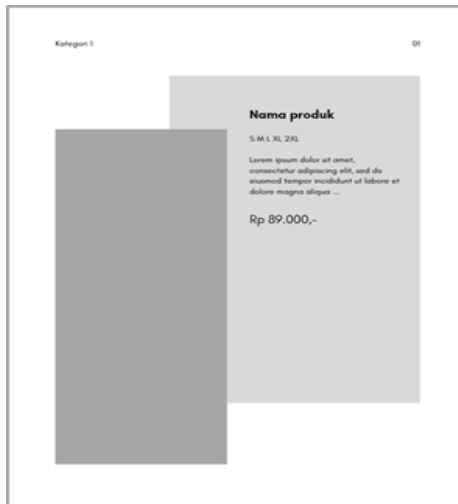 Kategori 1
01
Nama produk
S M L XL 2XL
Lorem ipsum dolor sit amet,
consectetur adipiscing elit, sed do
eiusmod tempor incididunt ut labore et
dolore magna aliqua ...
Rp 89.000,-